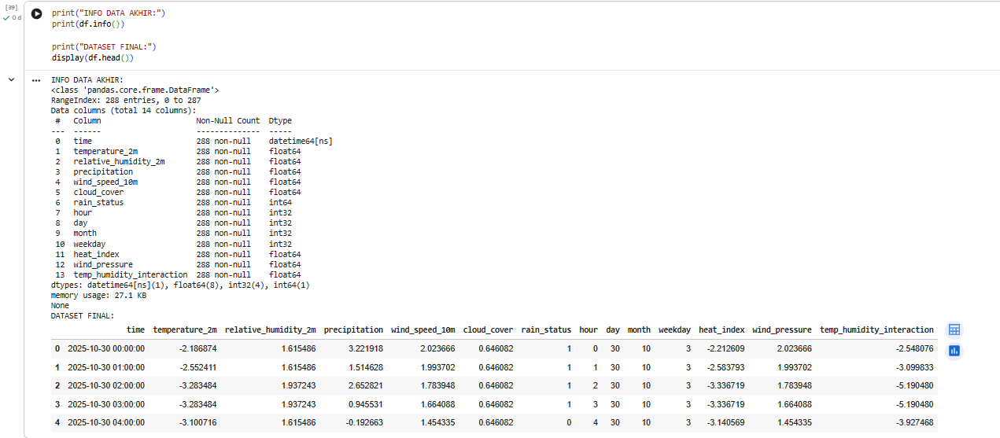 [39]
0 d
print("INFO DATA AKHIR:")
print(df.info())
print("DATASET FINAL:")
display(df.head())
INFO DATA AKHIR:
<class 'pandas.core.frame.DataFrame'>
RangeIndex: 288 entries, 0 to 287
Data columns (total 14 columns):
 #   Column                    Non-Null Count  Dtype
---  ------                    --------------  -----
 0   time                      288 non-null    datetime64[ns]
 1   temperature_2m            288 non-null    float64
 2   relative_humidity_2m      288 non-null    float64
 3   precipitation             288 non-null    float64
 4   wind_speed_10m            288 non-null    float64
 5   cloud_cover               288 non-null    float64
 6   rain_status               288 non-null    int64
 7   hour                      288 non-null    int32
 8   day                       288 non-null    int32
 9   month                     288 non-null    int32
 10  weekday                   288 non-null    int32
 11  heat_index                288 non-null    float64
 12  wind_pressure             288 non-null    float64
 13  temp_humidity_interaction 288 non-null    float64
dtypes: datetime64[ns](1), float64(8), int32(4), int64(1)
memory usage: 27.1 KB
None
DATASET FINAL:
time temperature_2m relative_humidity_2m precipitation wind_speed_10m cloud_cover rain_status hour day month weekday heat_index wind_pressure temp_humidity_interaction
0 2025-10-30 00:00:00 -2.186874 1.615486 3.221918 2.023666 0.646082 1 0 30 10 3 -2.212609 2.023666 -2.548076
1 2025-10-30 01:00:00 -2.552411 1.615486 1.514628 1.993702 0.646082 1 1 30 10 3 -2.583793 1.993702 -3.099833
2 2025-10-30 02:00:00 -3.283484 1.937243 2.652821 1.783948 0.646082 1 2 30 10 3 -3.336719 1.783948 -5.190480
3 2025-10-30 03:00:00 -3.283484 1.937243 0.945531 1.664088 0.646082 1 3 30 10 3 -3.336719 1.664088 -5.190480
4 2025-10-30 04:00:00 -3.100716 1.615486 -0.192663 1.454335 0.646082 0 4 30 10 3 -3.140569 1.454335 -3.927468